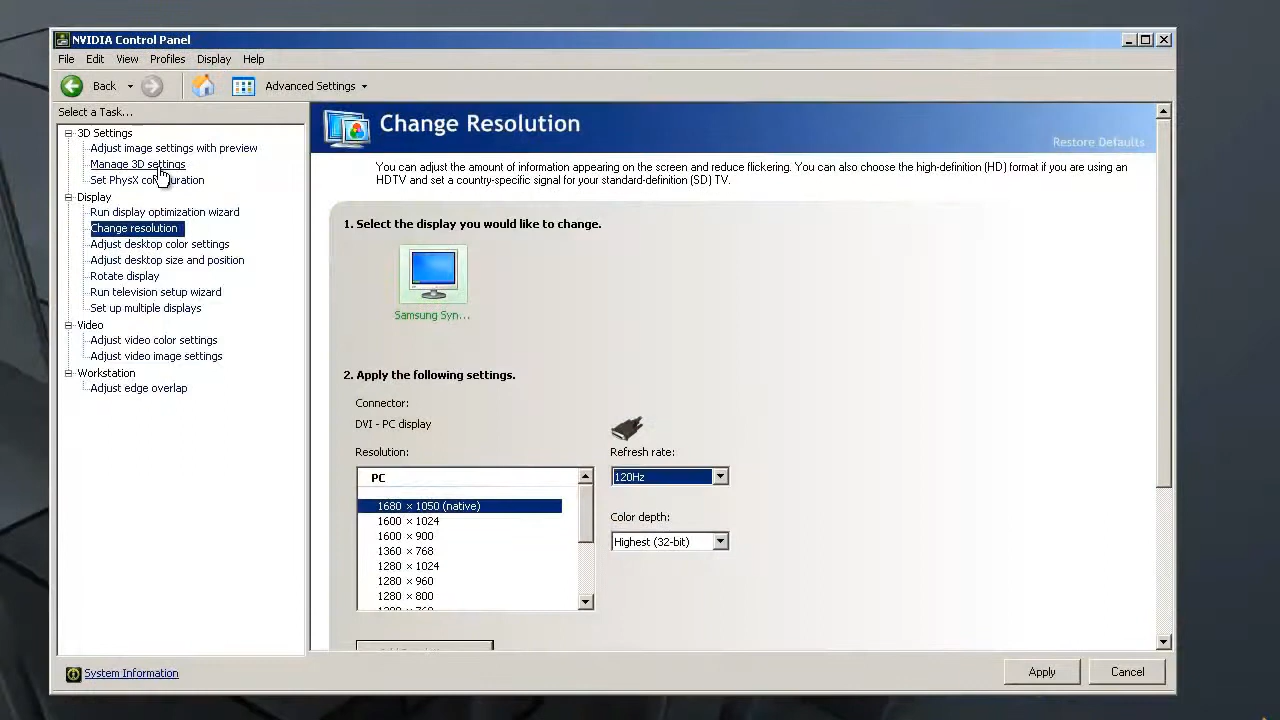 NVIDIA Control Panel
File Edit View Profiles Display Help
Back Advanced Settings
Select a Task...
3D Settings
Adjust image settings with preview
Manage 3D settings
Set PhysX configuration
Display
Run display optimization wizard
Change resolution
Adjust desktop color settings
Adjust desktop size and position
Rotate display
Run television setup wizard
Set up multiple displays
Video
Adjust video color settings
Adjust video image settings
Workstation
Adjust edge overlap
System Information
Change Resolution
Restore Defaults
You can adjust the amount of information appearing on the screen and reduce flickering. You can also choose the high-definition (HD) format if you are using an
HDTV and set a country-specific signal for your standard-definition (SD) TV.
1. Select the display you would like to change.
Samsung Syn...
2. Apply the following settings.
Connector:
DVI - PC display
Resolution:
PC
1680 × 1050 (native)
1600 × 1024
1600 × 900
1360 × 768
1280 × 1024
1280 × 960
1280 × 800
Refresh rate:
120Hz
Color depth:
Highest (32-bit)
Apply Cancel